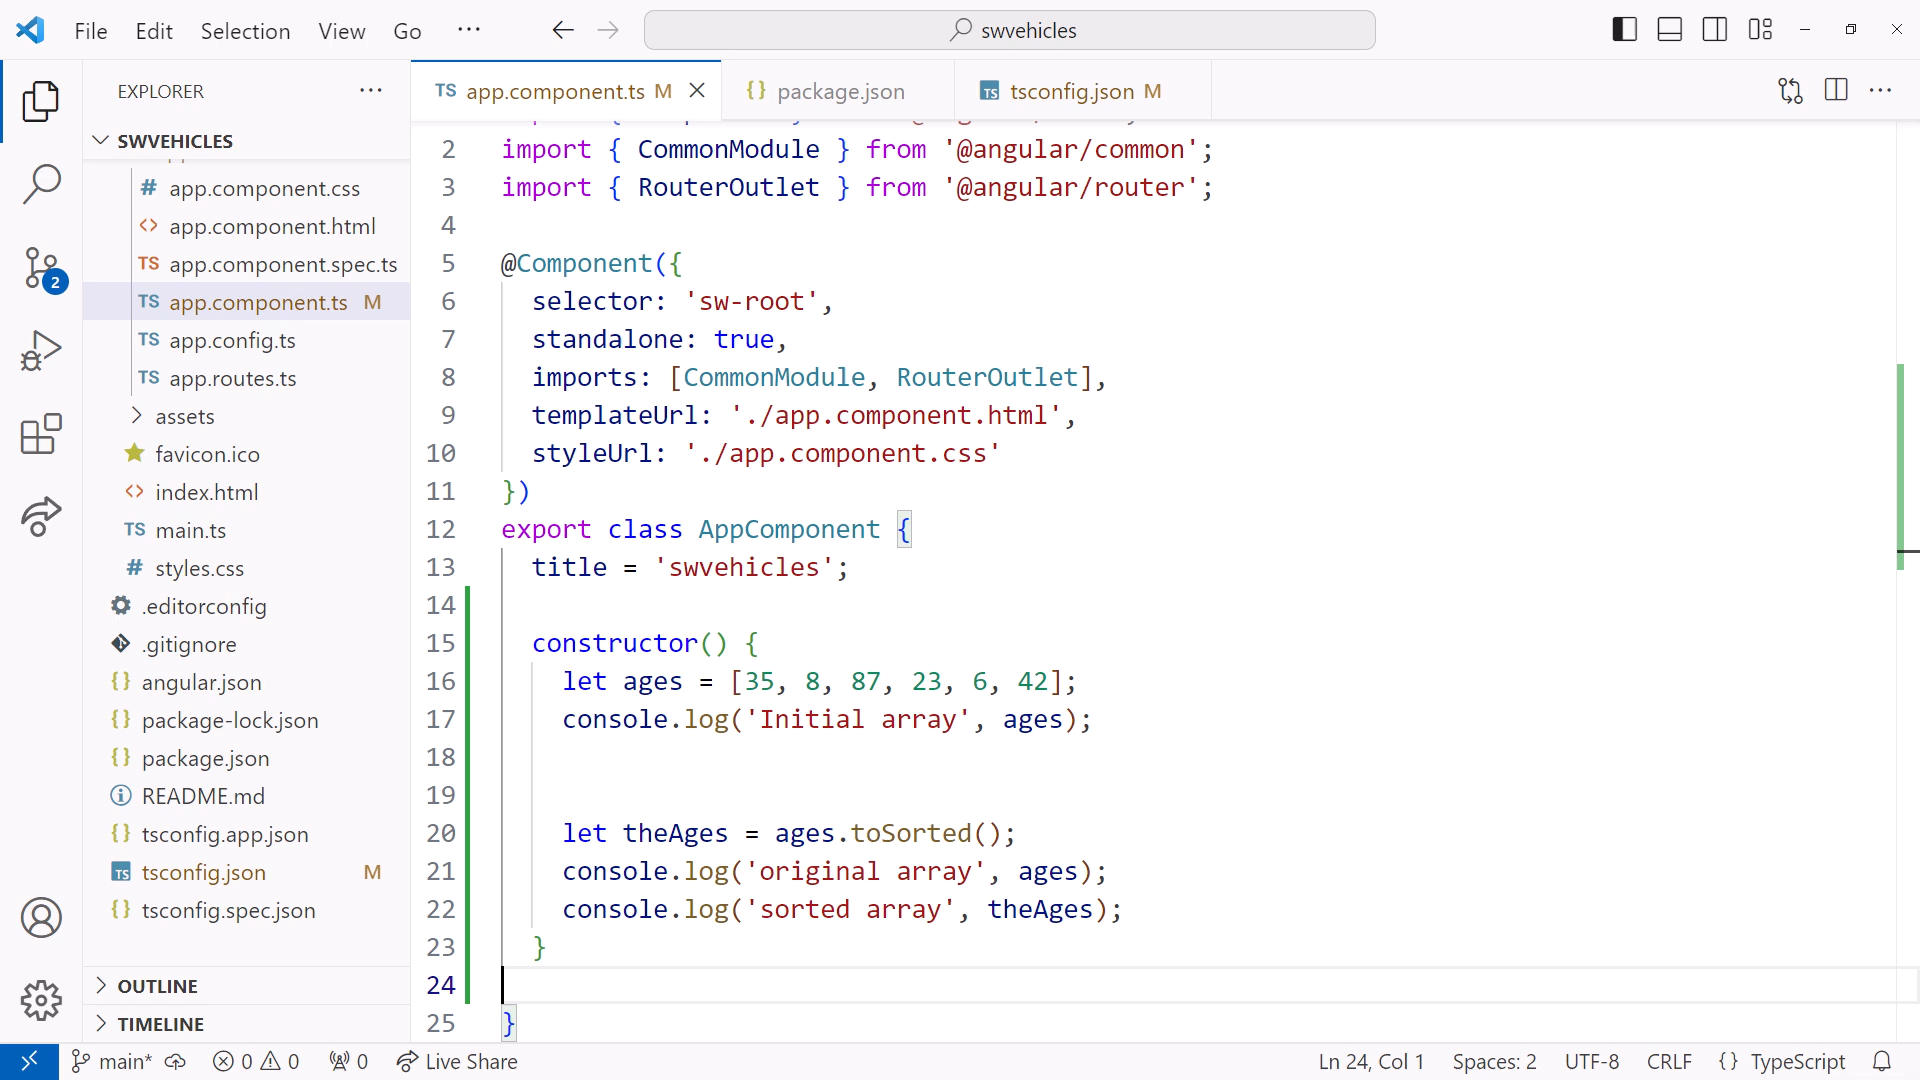 File Edit Selection View Go ··· swvehicles
EXPLORER ···
app.component.ts M
package.json
tsconfig.json M
SWVEHICLES
app.component.css
app.component.html
app.component.spec.ts
app.component.ts M
app.config.ts
app.routes.ts
assets
favicon.ico
index.html
main.ts
styles.css
.editorconfig
.gitignore
angular.json
package-lock.json
package.json
README.md
tsconfig.app.json
tsconfig.json M
tsconfig.spec.json
OUTLINE
TIMELINE
2
2 import { CommonModule } from '@angular/common';
3 import { RouterOutlet } from '@angular/router';
4
5 @Component({
6 selector: 'sw-root',
7 standalone: true,
8 imports: [CommonModule, RouterOutlet],
9 templateUrl: './app.component.html',
10 styleUrl: './app.component.css'
11 })
12 export class AppComponent {
13 title = 'swvehicles';
14
15 constructor() {
16 let ages = [35, 8, 87, 23, 6, 42];
17 console.log('Initial array', ages);
18
19
20 let theAges = ages.toSorted();
21 console.log('original array', ages);
22 console.log('sorted array', theAges);
23 }
24
25 }
main* 0 0 0 Live Share Ln 24, Col 1 Spaces: 2 UTF-8 CRLF {} TypeScript